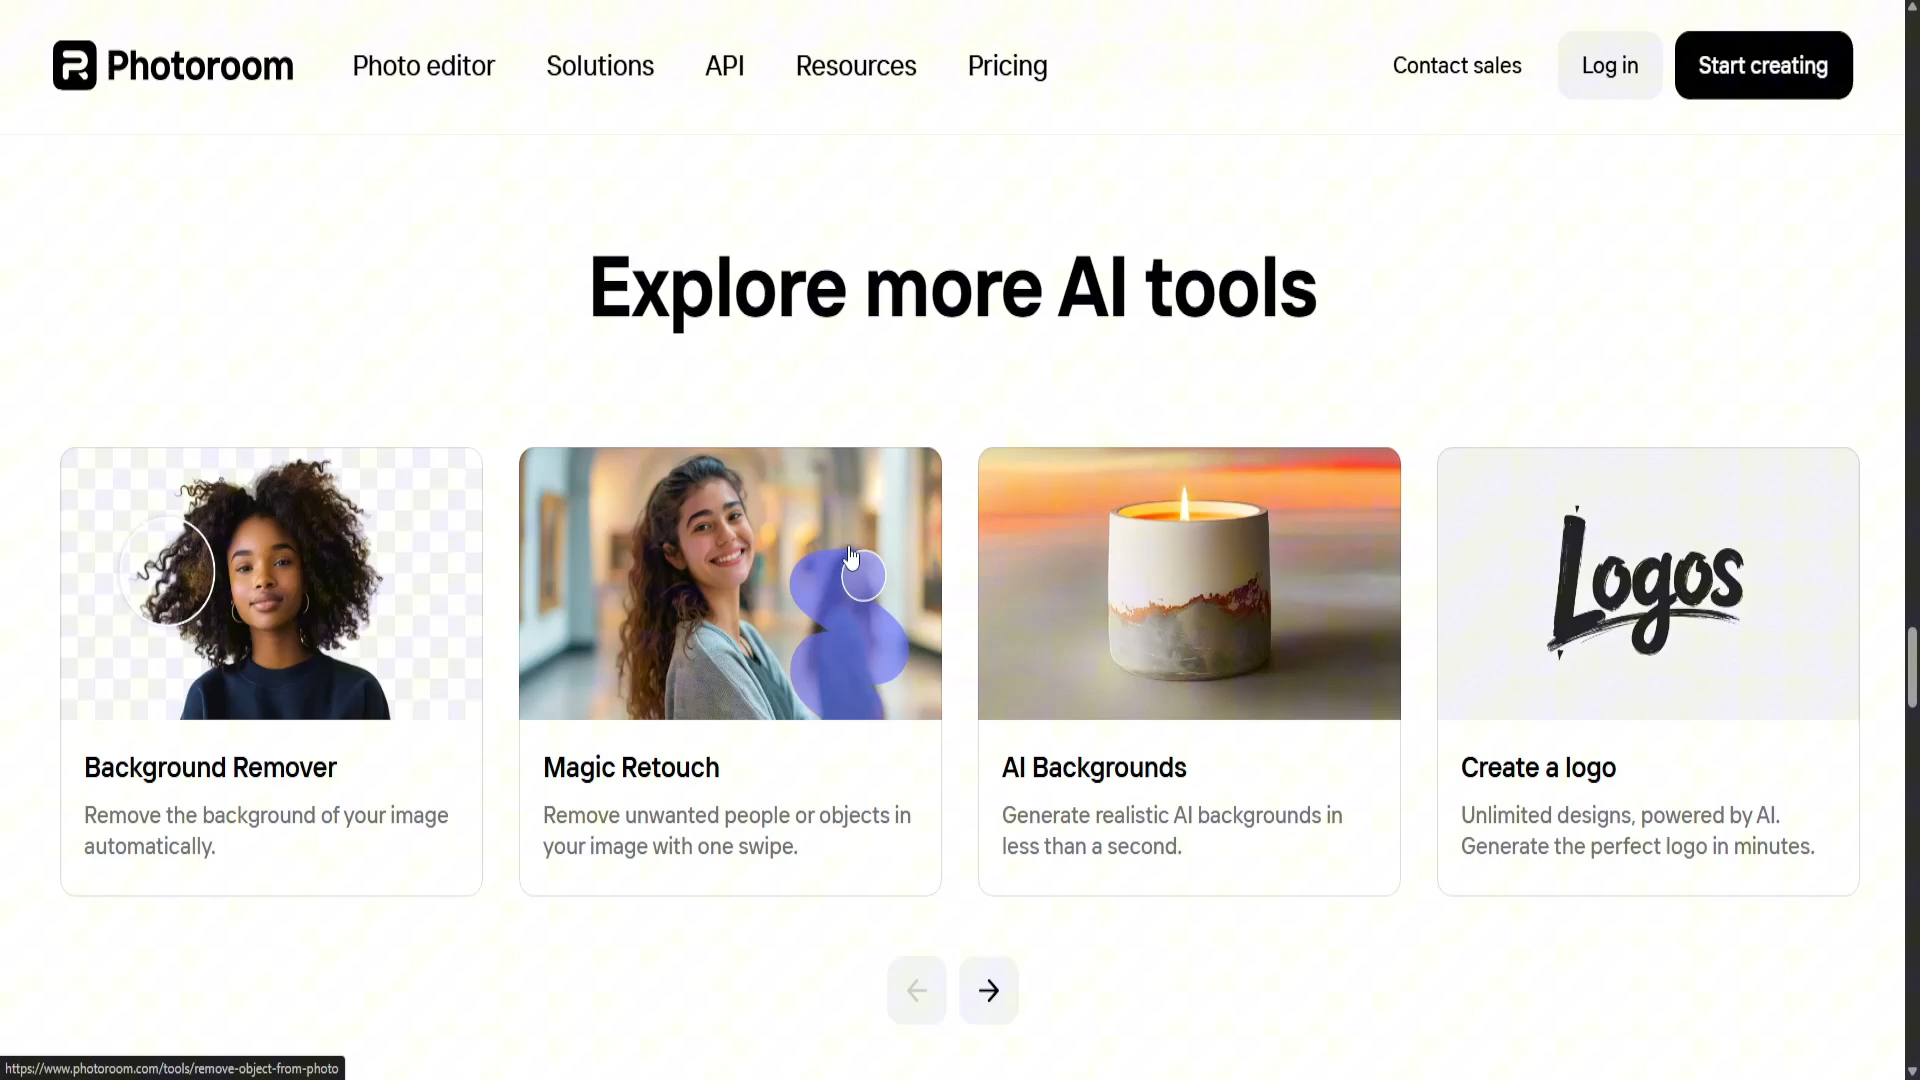 Photoroom
Photo editor
Solutions
API
Resources
Pricing
Contact sales
Log in
Start creating
Explore more AI tools
Logos
Background Remover
Remove the background of your image
automatically.
Magic Retouch
Remove unwanted people or objects in
your image with one swipe.
AI Backgrounds
Generate realistic AI backgrounds in
less than a second.
Create a logo
Unlimited designs, powered by AI.
Generate the perfect logo in minutes.
https://www.photoroom.com/tools/remove-object-from-photo